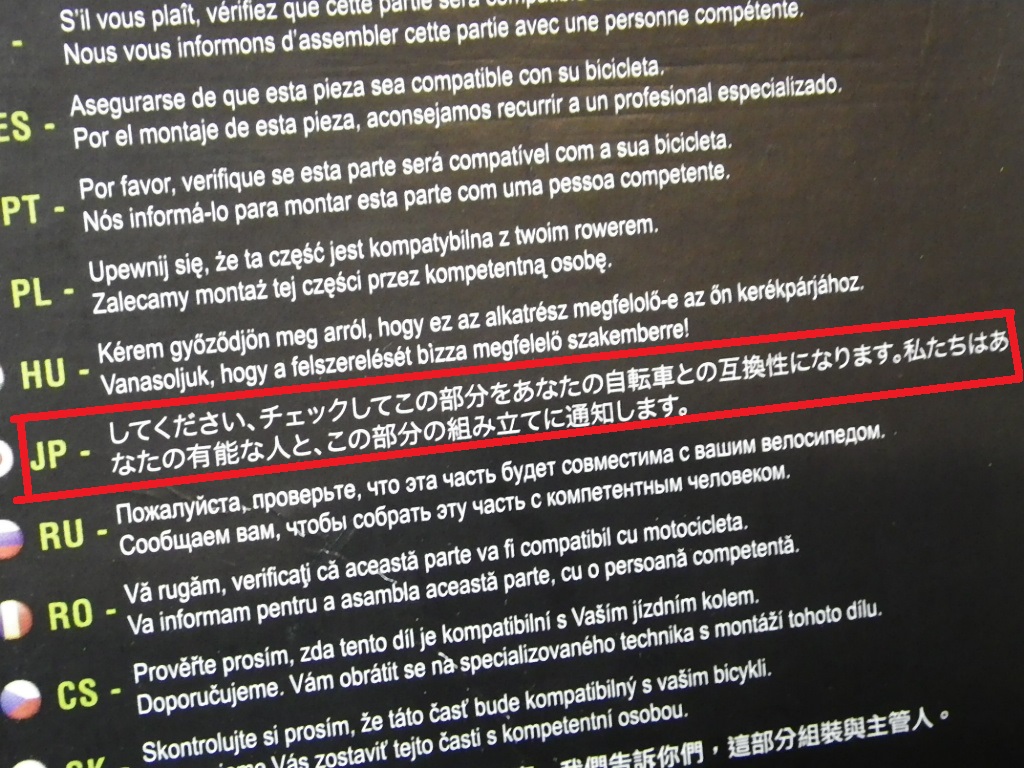 S'il vous plaît, vérifiez que cette partie sera
- Nous vous informons d'assembler cette partie avec une personne compétente.
Asegurarse de que esta pieza sea compatible con su bicicleta.
ES - Por el montaje de esta pieza, aconsejamos recurrir a un profesional especializado.
Por favor, verifique se esta parte será compatível com a sua bicicleta.
PT - Nós informá-lo para montar esta parte com uma pessoa competente.
Upewnij się, że ta część jest kompatybilna z twoim rowerem.
PL - Zalecamy montaż tej części przez kompetentną osobę.
Kérem győződjön meg arról, hogy ez az alkatrész megfelolő-e az őn kerékpárjához.
HU - Vanasoljuk, hogy a felszerelését bizza megfelelö szakemberre!
してください、チェックしてこの部分をあなたの自転車との互換性になります。私たちはあ
JP - なたの有能な人と、この部分の組み立てに通知します。
Пожалуйста, проверьте, что эта часть будет совместима с вашим велосипедом.
RU - Сообщаем вам, чтобы собрать эту часть с компетентным человеком.
Vă rugăm, verificaţi că această parte va fi compatibil cu motocicleta.
RO - Va informam pentru a asambla această parte, cu o persoană competentă.
Prověřte prosím, zda tento díl je kompatibilní s Vaším jízdním kolem.
CS - Doporučujeme. Vám obrátit se na specializovaného technika s montáží tohoto dílu.
Skontrolujte si prosím, že táto časť bude kompatibilný s vašim bicykli.
SK - Vás zostaviť tejto časti s kompetentní osobou.
我們告訴你們，這部分組裝與主管人。